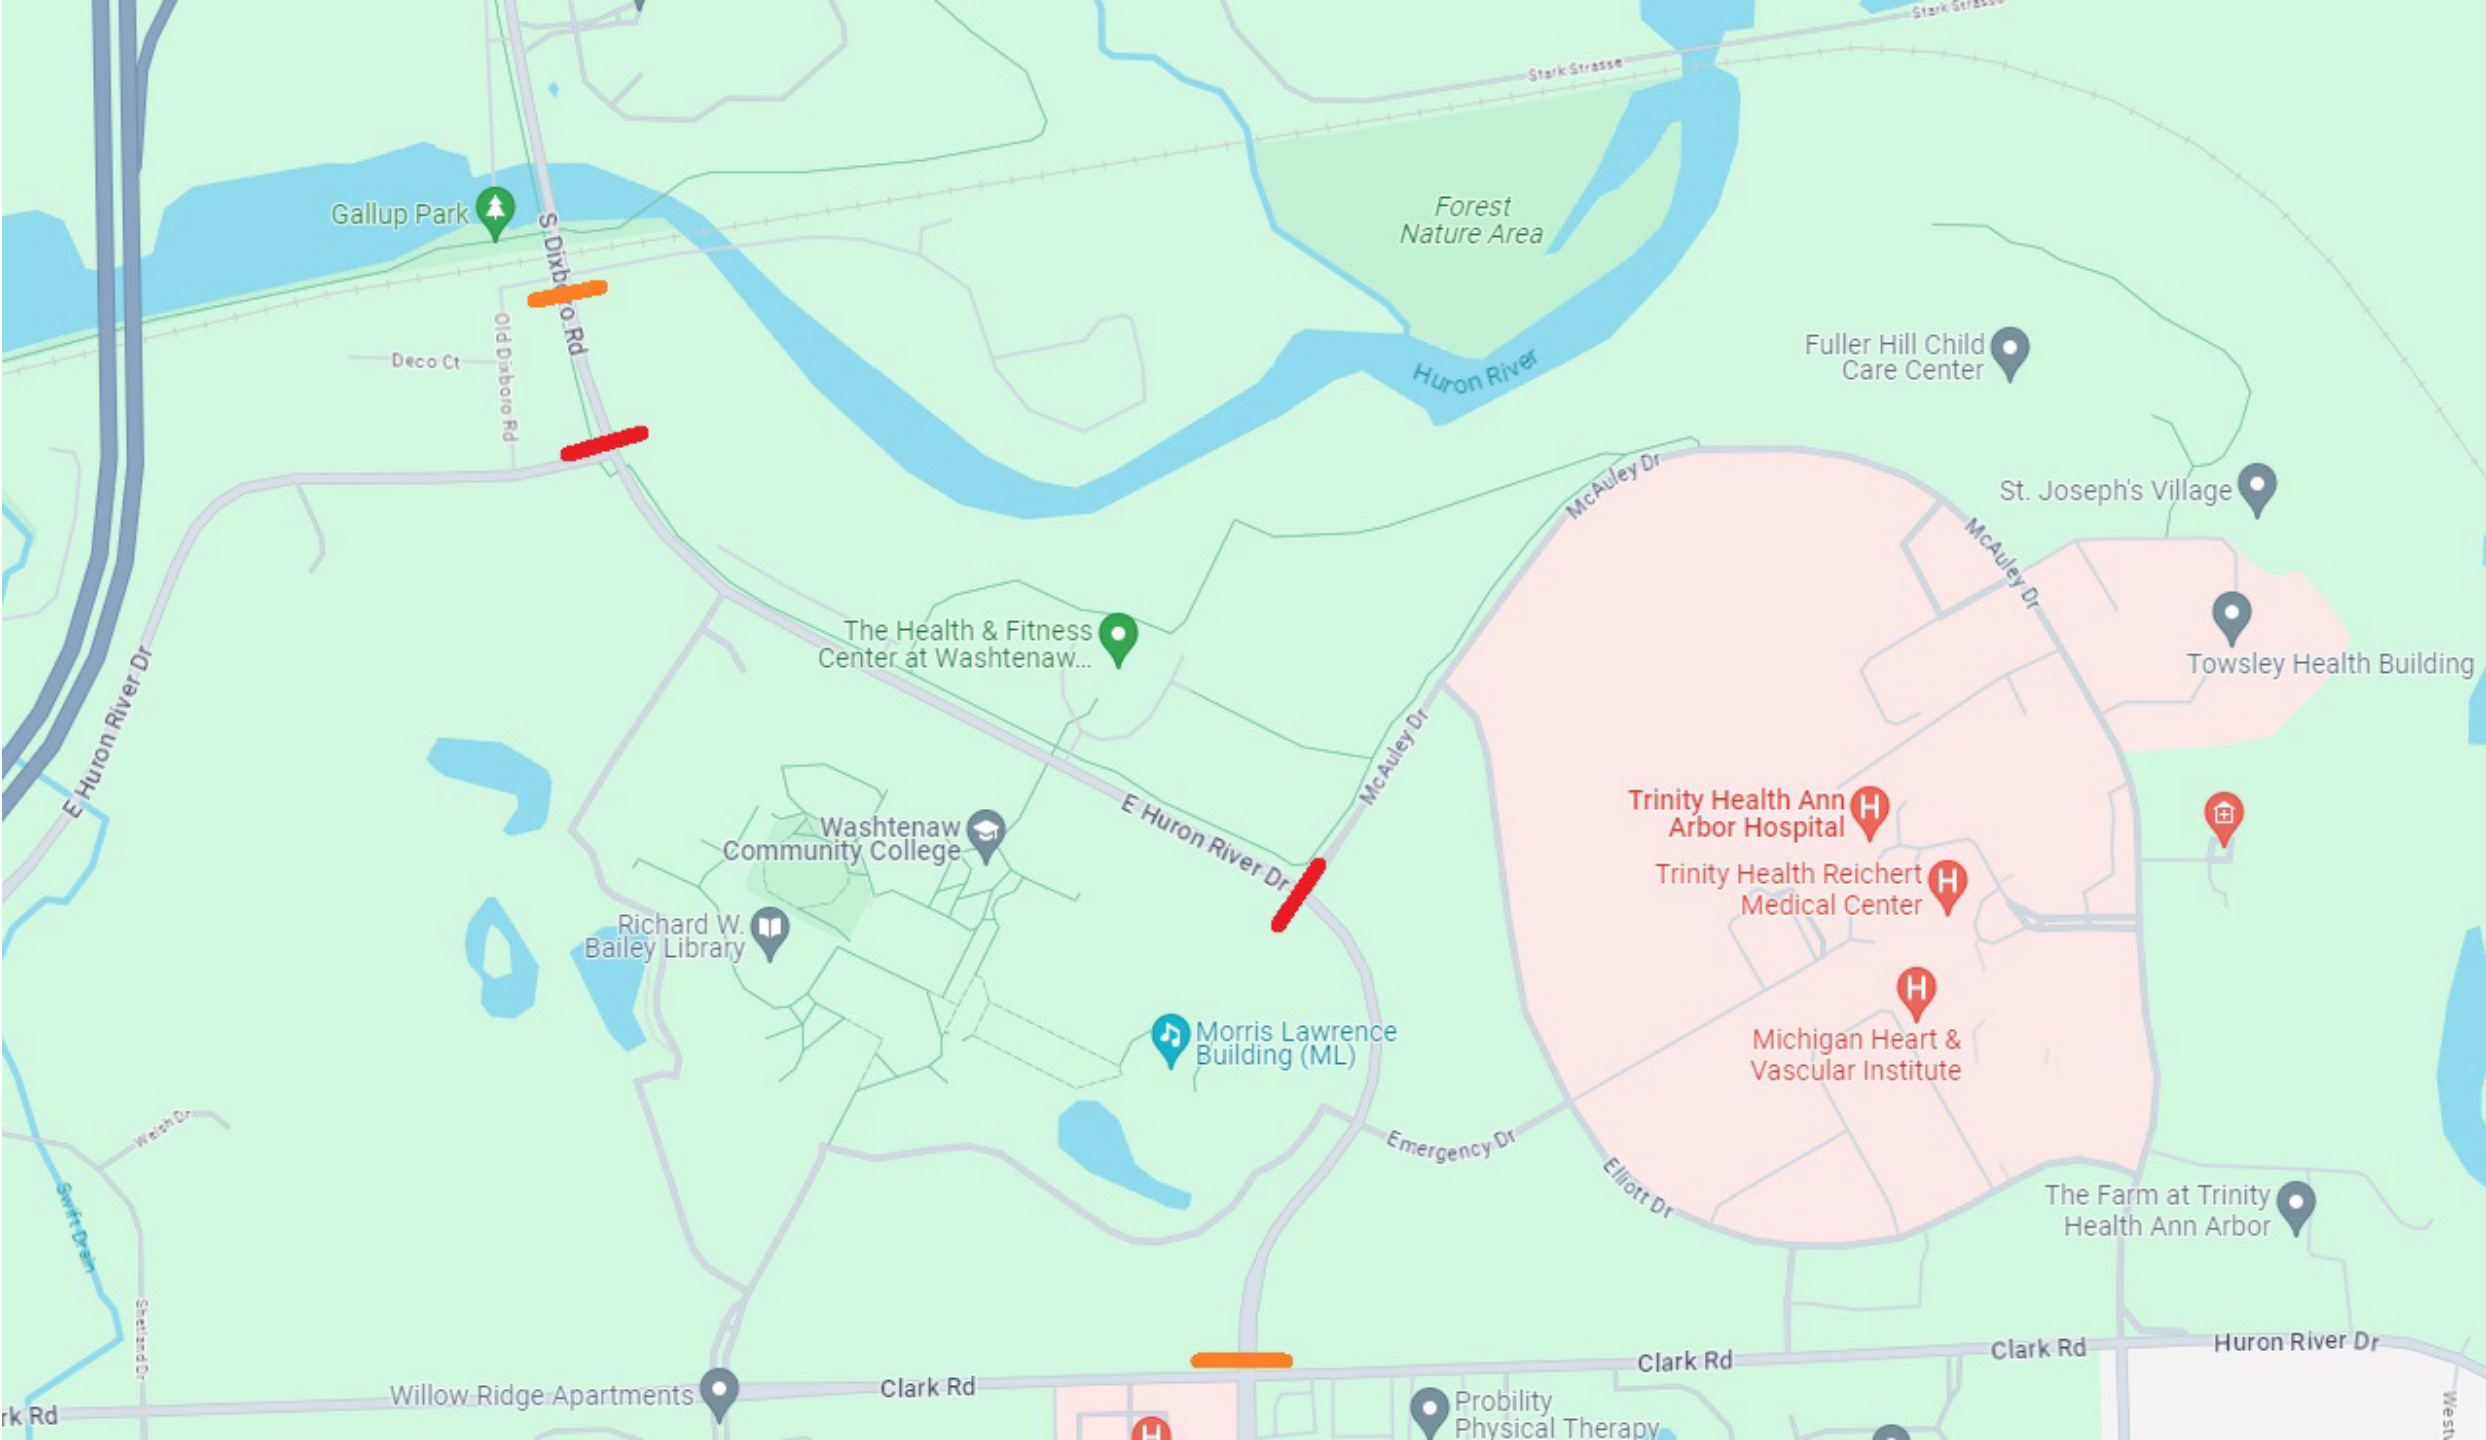 Stark Strasse
Stark Strasse
Gallup Park
S Dixboro Rd
Forest
Nature Area
Huron River
Old Dixboro Rd
Deco Ct
Fuller Hill Child
Care Center
McAuley Dr
St. Joseph's Village
McAuley Dr
The Health & Fitness
Center at Washtenaw...
Towsley Health Building
E Huron River Dr
McAuley Dr
E Huron River Dr
Washtenaw
Community College
Trinity Health Ann
Arbor Hospital
H
Trinity Health Reichert
Medical Center
H
Richard W.
Bailey Library
H
Michigan Heart &
Vascular Institute
Morris Lawrence
Building (ML)
Welsh Dr
Emergency Dr
Elliott Dr
Swift Drain
The Farm at Trinity
Health Ann Arbor
Shetland Dr
Huron River Dr
Clark Rd
Clark Rd
Clark Rd
Willow Ridge Apartments
rk Rd
H
Probility
Physical Therapy
West